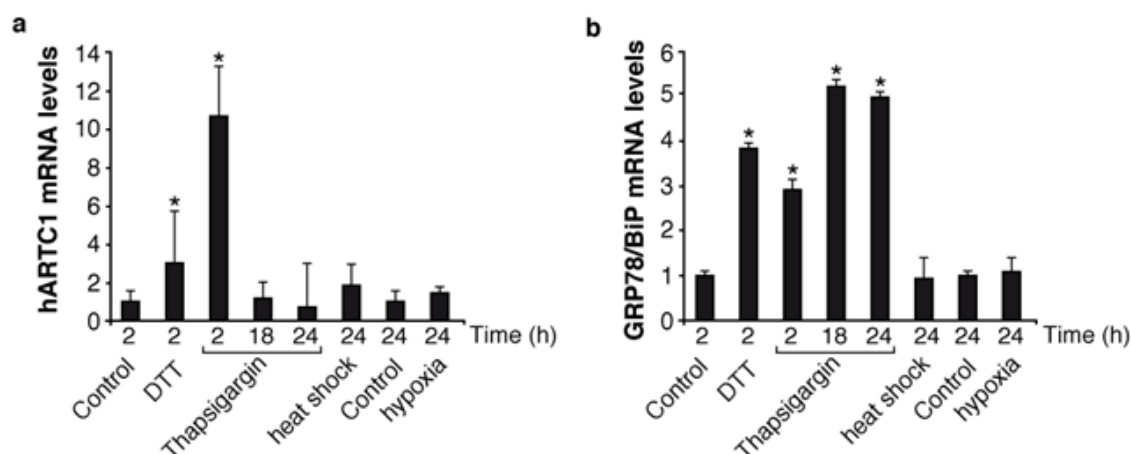 a
hARTC1 mRNA levels
14
12
10
8
6
4
2
0
*
*
2 2 2 18 24 24 24 24 Time (h)
Control
DTT
Thapsigargin
heat shock
Control
hypoxia
b
GRP78/BiP mRNA levels
6
5
4
3
2
1
0
*
*
*
*
2 2 2 18 24 24 24 24 Time (h)
Control
DTT
Thapsigargin
heat shock
Control
hypoxia